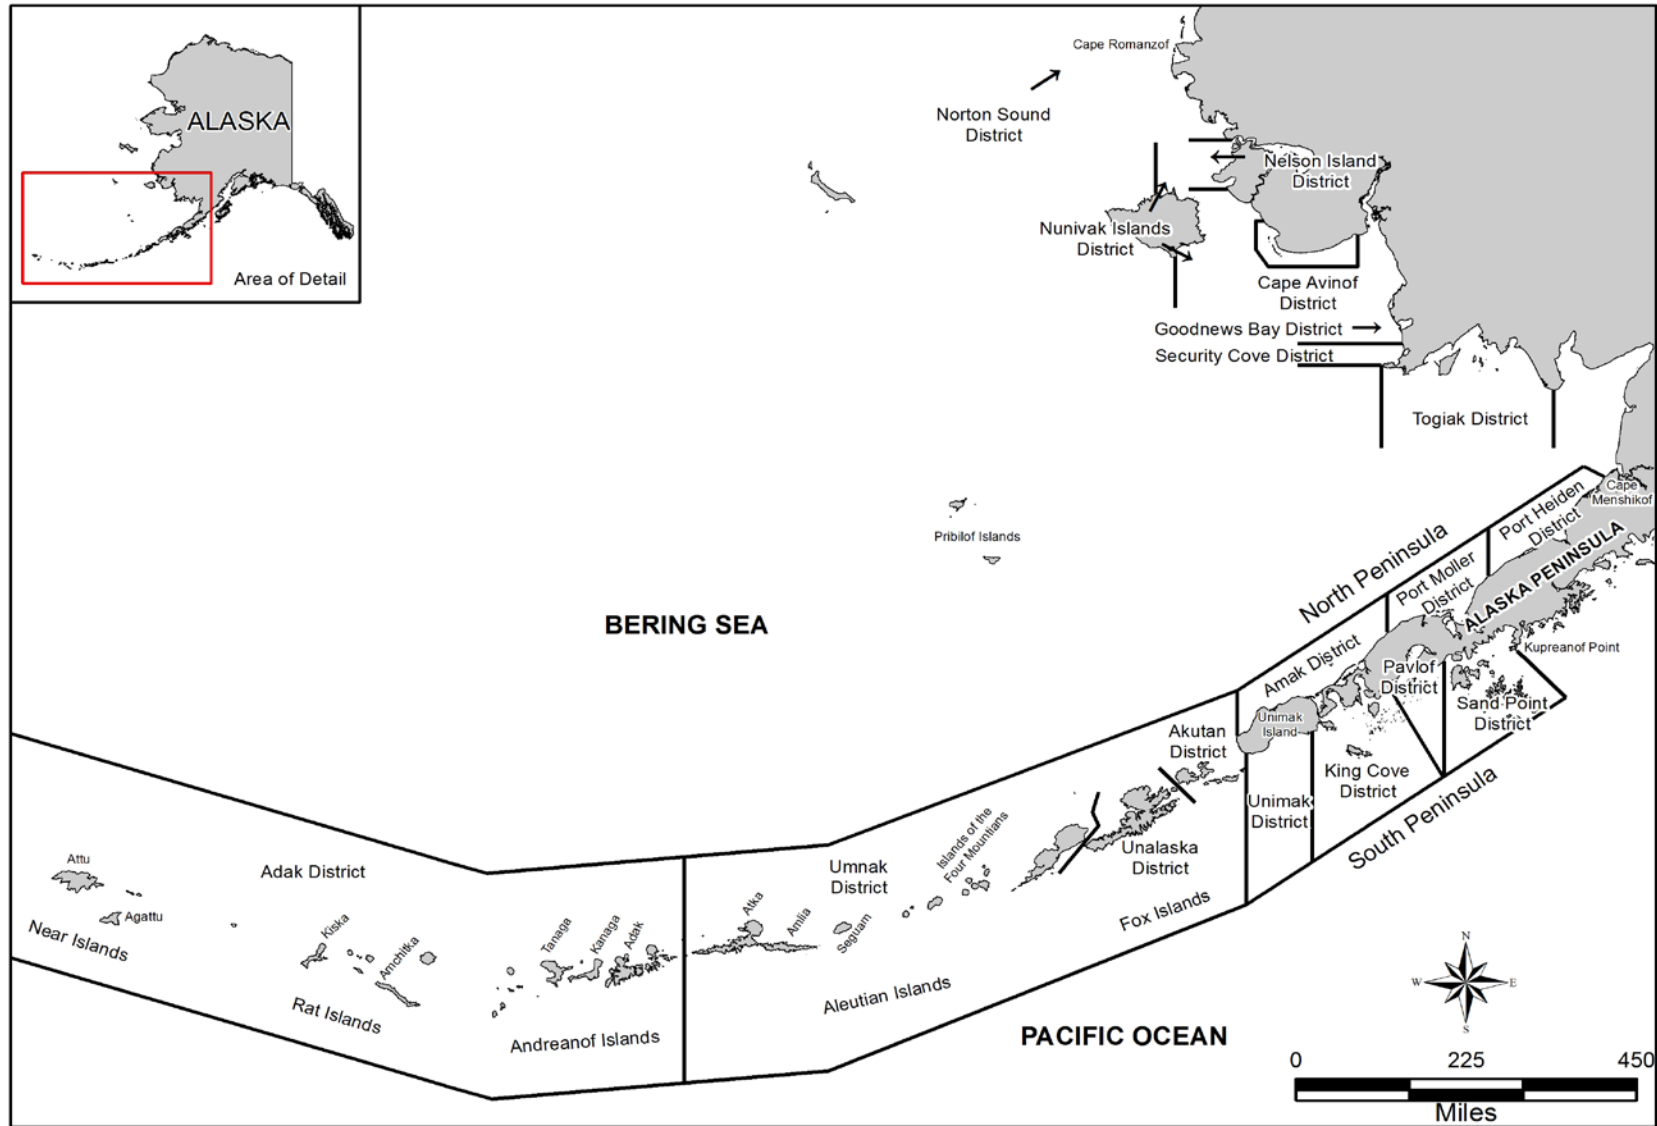 ALASKA
Area of Detail
Cape Romanzof
Norton Sound
District
Nelson Island
District
Nunivak Islands
District
Cape Avinof
District
Goodnews Bay District
Security Cove District
Togiak District
Cape
Menshikof
Port Heiden
District
North Peninsula
Port Moller
District
ALASKA PENINSULA
Pribilof Islands
BERING SEA
Kupreanof Point
Amak District
Pavlof
District
Sand Point
District
Unimak
Island
Akutan
District
King Cove
District
Unimak
District
South Peninsula
Islands of the
Four Mountians
Unalaska
District
Umnak
District
Adak District
Attu
Agattu
Near Islands
Kiska
Amchitka
Rat Islands
Tanaga
Kanaga
Adak
Andreanof Islands
Atka
Amlia
Seguam
Fox Islands
Aleutian Islands
PACIFIC OCEAN
N
W
E
S
0 225 450
Miles